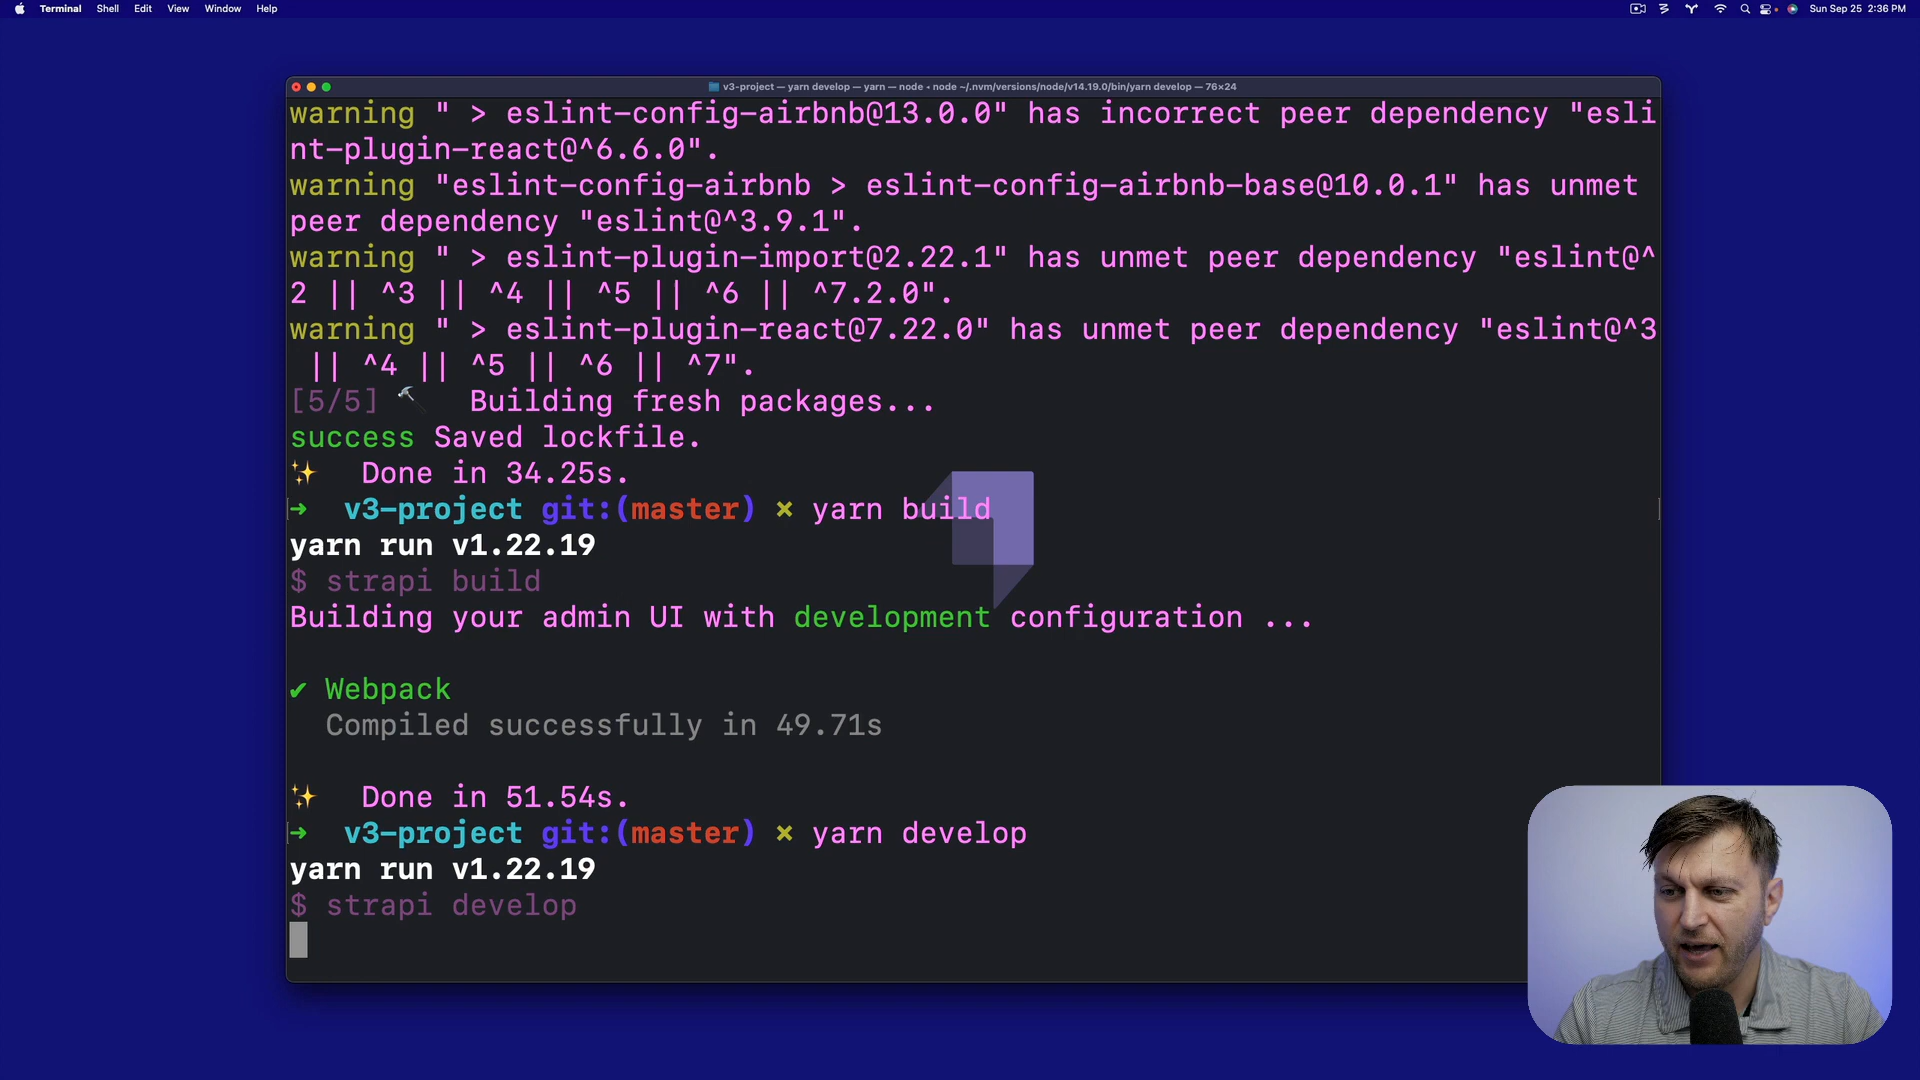 Terminal Shell Edit View Window Help Sun Sep 25 2:36 PM
v3-project — yarn develop — yarn — node ◂ node ~/.nvm/versions/node/v14.19.0/bin/yarn develop — 76×24
warning " > eslint-config-airbnb@13.0.0" has incorrect peer dependency "esli
nt-plugin-react@^6.6.0".
warning "eslint-config-airbnb > eslint-config-airbnb-base@10.0.1" has unmet
peer dependency "eslint@^3.9.1".
warning " > eslint-plugin-import@2.22.1" has unmet peer dependency "eslint@^
2 || ^3 || ^4 || ^5 || ^6 || ^7.2.0".
warning " > eslint-plugin-react@7.22.0" has unmet peer dependency "eslint@^3
|| ^4 || ^5 || ^6 || ^7".
[5/5] 🔨 Building fresh packages...
success Saved lockfile.
✨ Done in 34.25s.
➜ v3-project git:(master) ✗ yarn build
yarn run v1.22.19
$ strapi build
Building your admin UI with development configuration ...
✔ Webpack
Compiled successfully in 49.71s
✨ Done in 51.54s.
➜ v3-project git:(master) ✗ yarn develop
yarn run v1.22.19
$ strapi develop